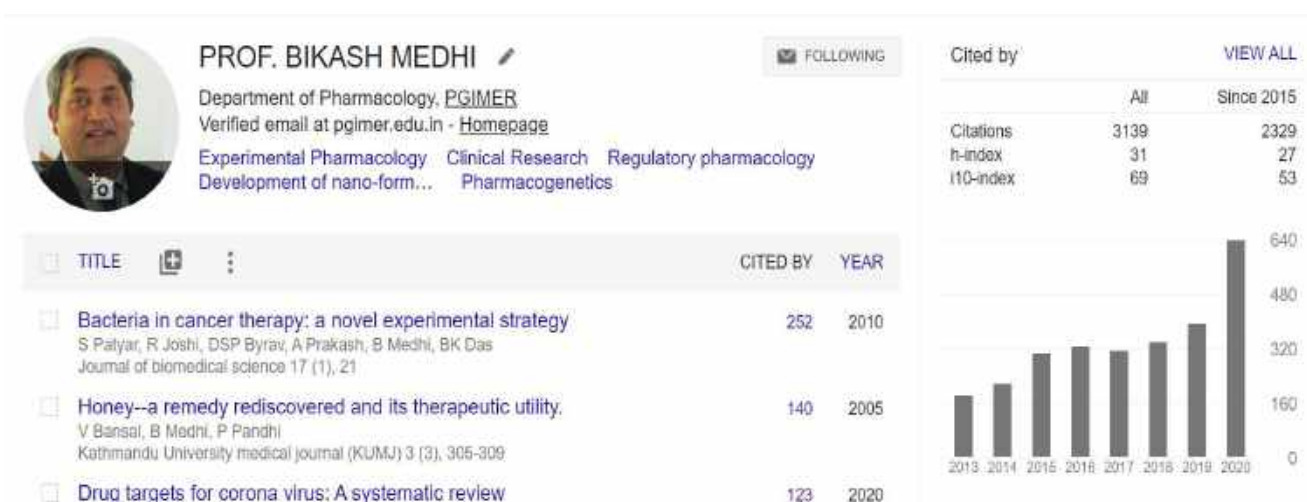 PROF. BIKASH MEDHI
FOLLOWING
Department of Pharmacology, PGIMER
Verified email at pgimer.edu.in - Homepage
Experimental Pharmacology Clinical Research Regulatory pharmacology
Development of nano-form... Pharmacogenetics
TITLE CITED BY YEAR
Bacteria in cancer therapy: a novel experimental strategy 252 2010
S Patyar, R Joshi, DSP Byrav, A Prakash, B Medhi, BK Das
Journal of biomedical science 17 (1), 21
Honey--a remedy rediscovered and its therapeutic utility. 140 2005
V Bansal, B Medhi, P Pandhi
Kathmandu University medical journal (KUMJ) 3 (3), 305-309
Drug targets for corona virus: A systematic review 123 2020
Cited by VIEW ALL
All Since 2015
Citations 3139 2329
h-index 31 27
i10-index 69 53
640
480
320
160
0
2013 2014 2015 2016 2017 2018 2019 2020